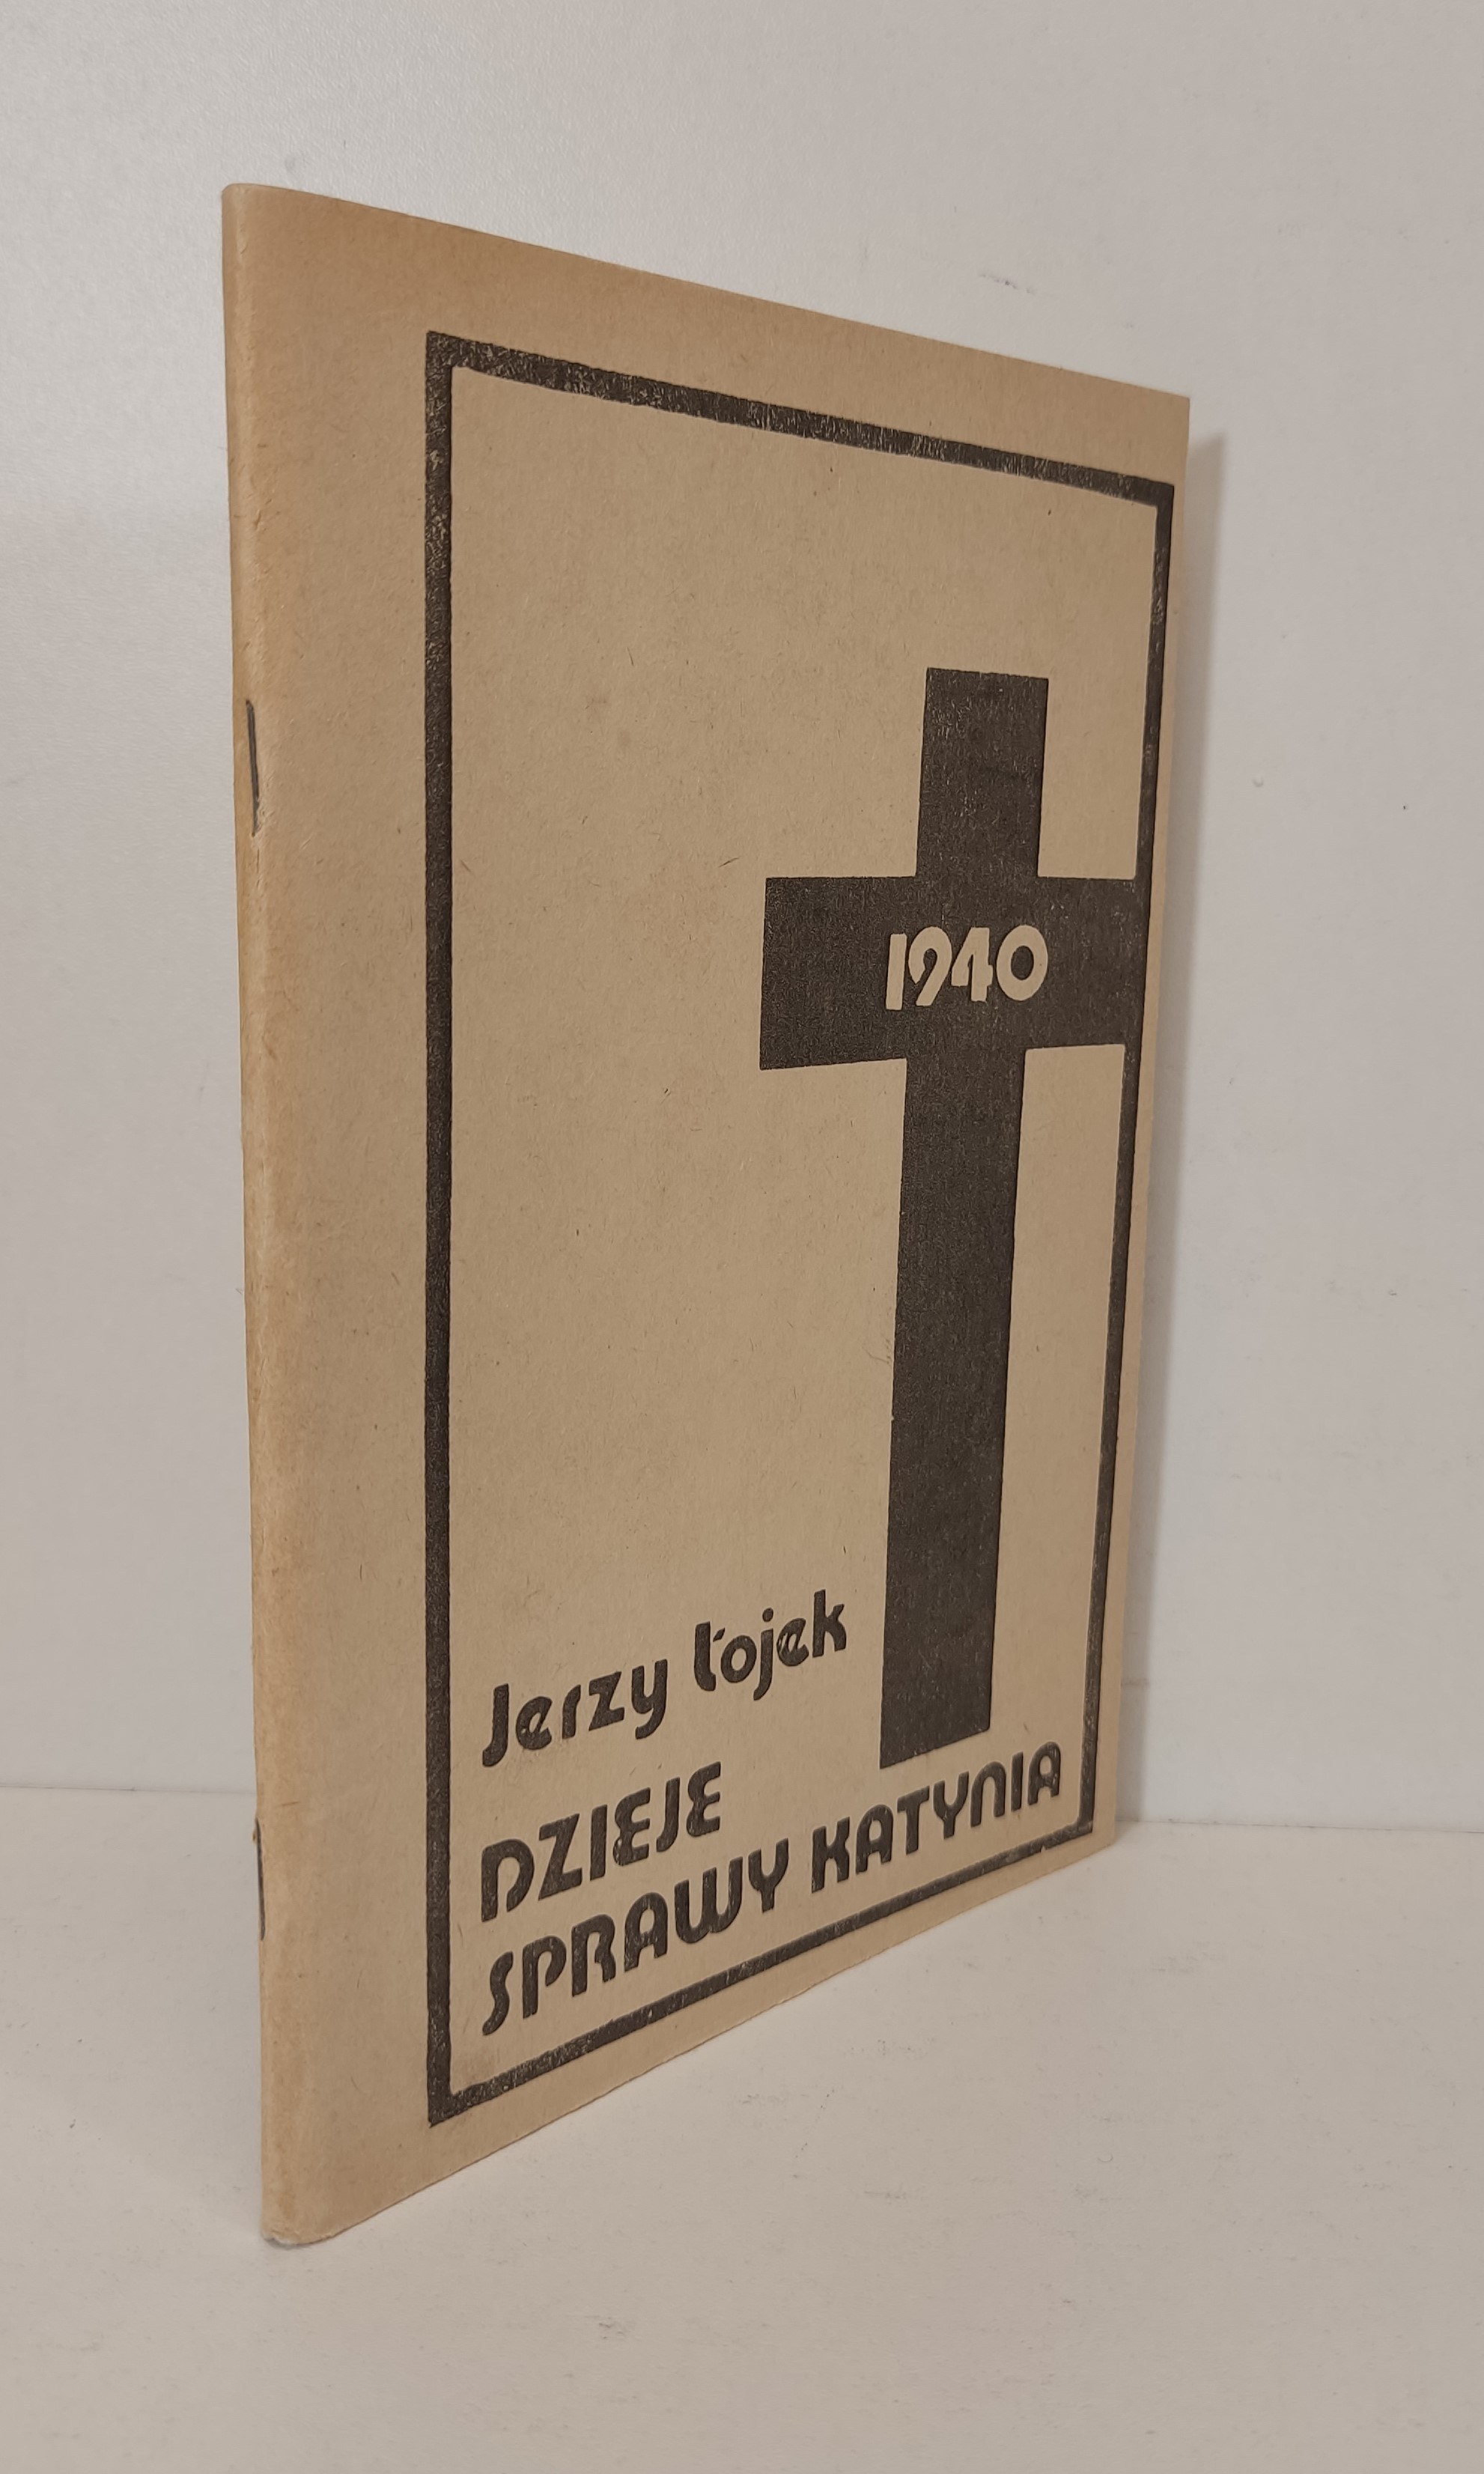 1940
Jerzy Łojek
DZIEJE
SPRAWY KATYNIA